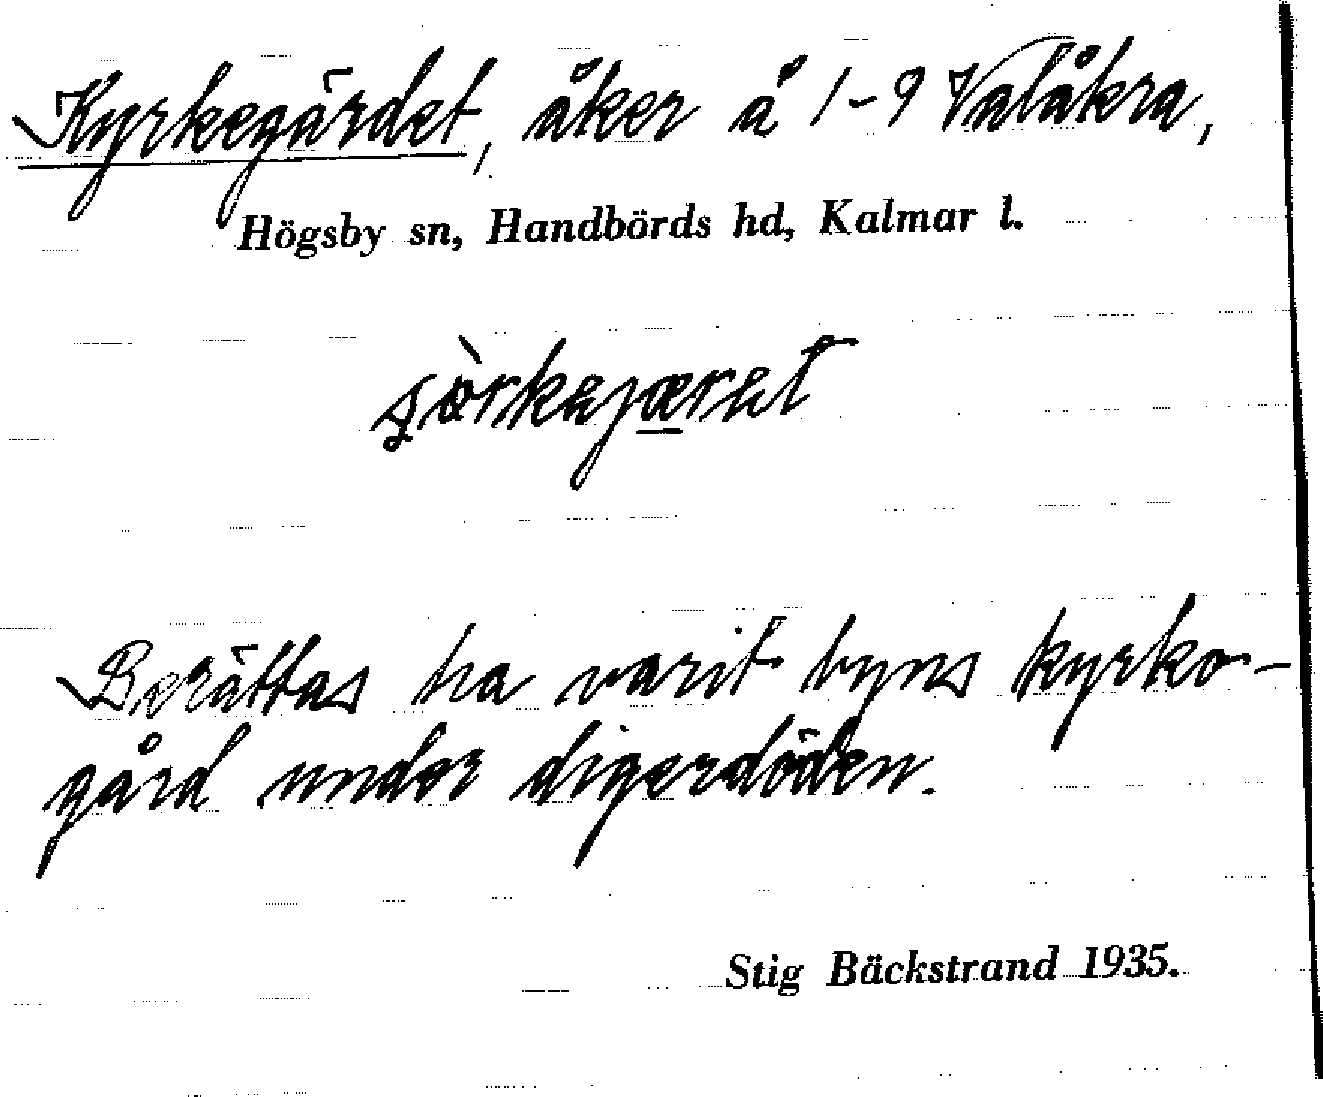 Kyrkegärdet, åker å 1-9 Valåkra,
Högsby sn, Handbörds hd, Kalmar l.
Berättas ha varit byns kyrko-
gård under digerdöden.
Stig Bäckstrand 1935.